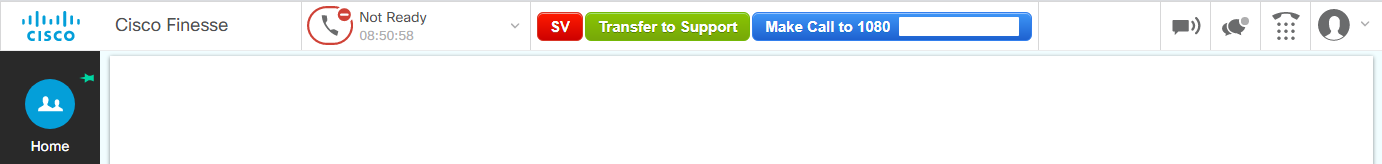 CISCO
Cisco Finesse
Not Ready
08:50:58
SV
Transfer to Support
Make Call to 1080
Home